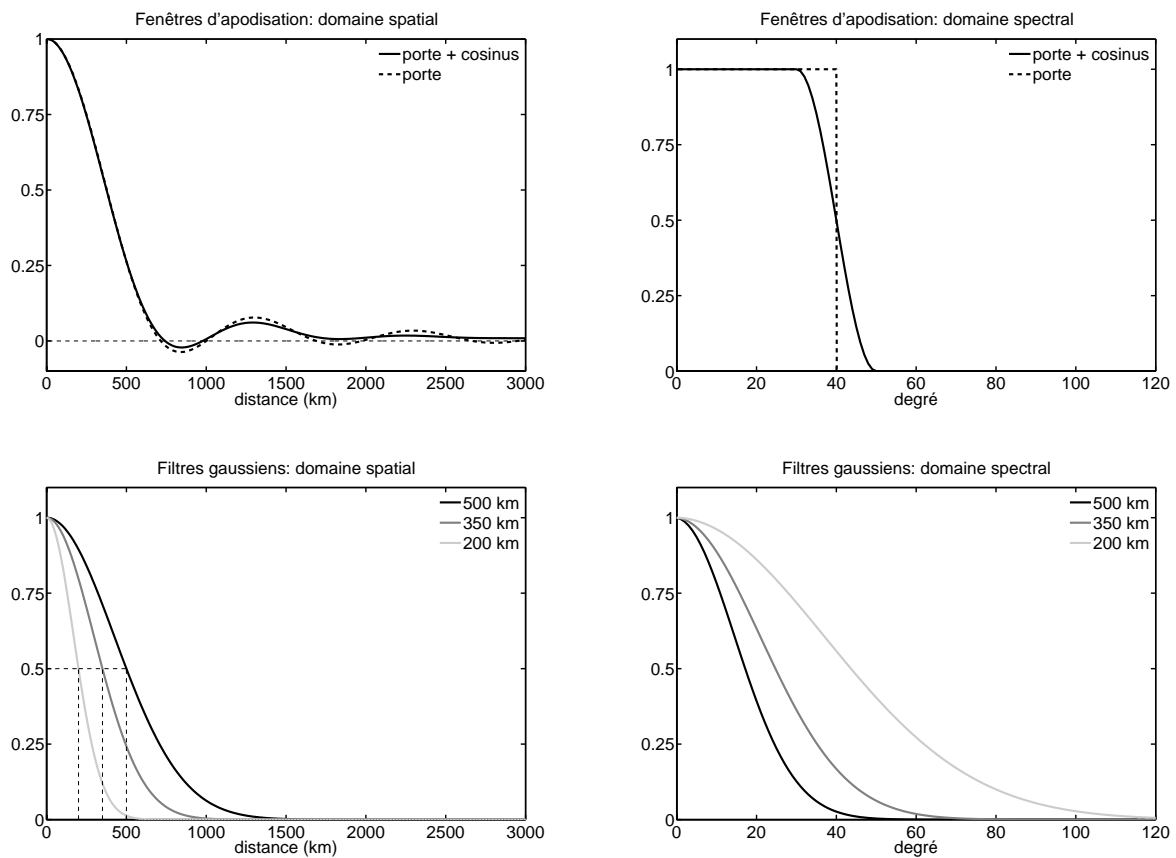 Fenêtres d'apodisation: domaine spatial
porte + cosinus
porte
1
0.75
0.5
0.25
0
0 500 1000 1500 2000 2500 3000
distance (km)
Fenêtres d'apodisation: domaine spectral
porte + cosinus
porte
1
0.75
0.5
0.25
0
0 20 40 60 80 100 120
degré
Filtres gaussiens: domaine spatial
500 km
350 km
200 km
1
0.75
0.5
0.25
0
0 500 1000 1500 2000 2500 3000
distance (km)
Filtres gaussiens: domaine spectral
500 km
350 km
200 km
1
0.75
0.5
0.25
0
0 20 40 60 80 100 120
degré